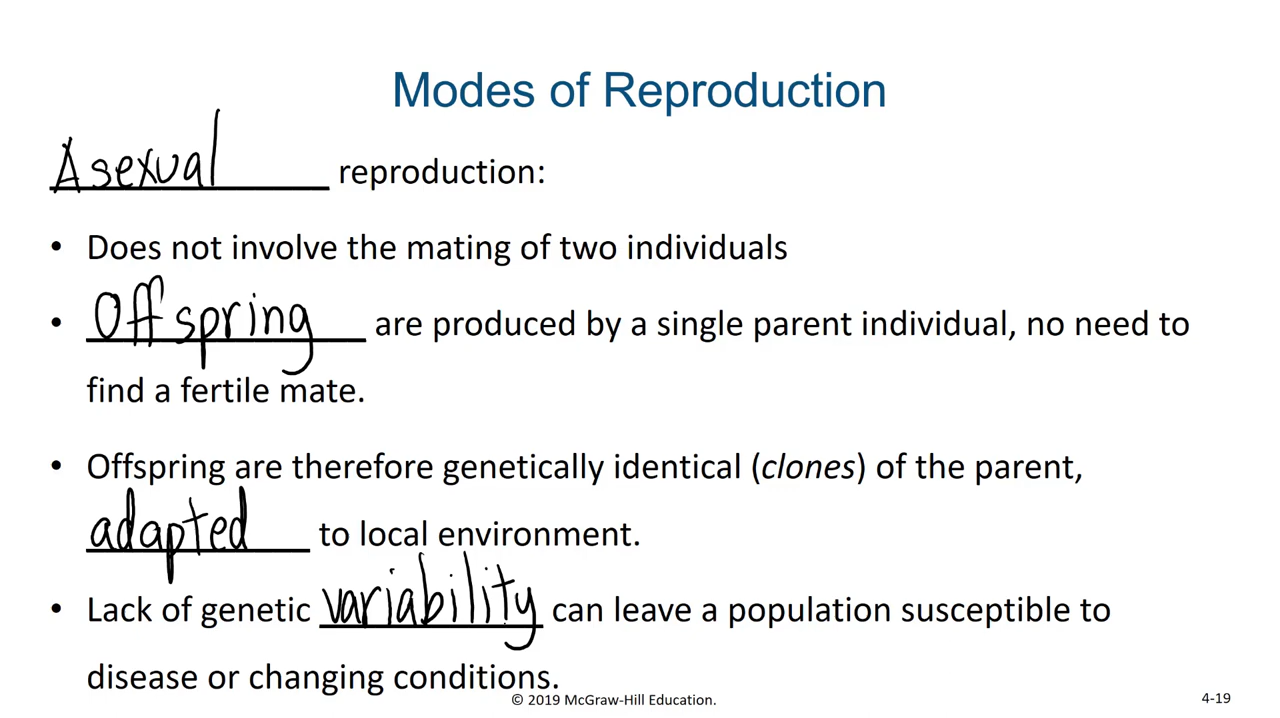 Modes of Reproduction
Asexual reproduction:
• Does not involve the mating of two individuals
• Offspring are produced by a single parent individual, no need to
find a fertile mate.
• Offspring are therefore genetically identical (clones) of the parent,
adapted to local environment.
• Lack of genetic variability can leave a population susceptible to
disease or changing conditions.
© 2019 McGraw-Hill Education.
4-19